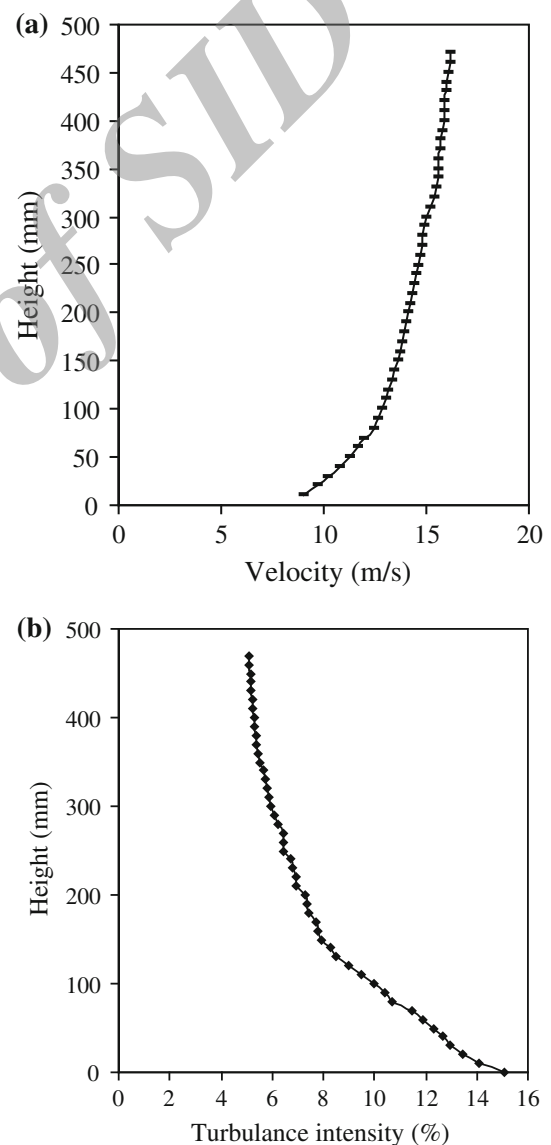 (a)
500
450
400
350
300
250
200
150
100
50
0
Height (mm)
0 5 10 15 20
Velocity (m/s)
of SID
(b)
500
400
300
200
100
0
Height (mm)
0 2 4 6 8 10 12 14 16
Turbulance intensity (%)